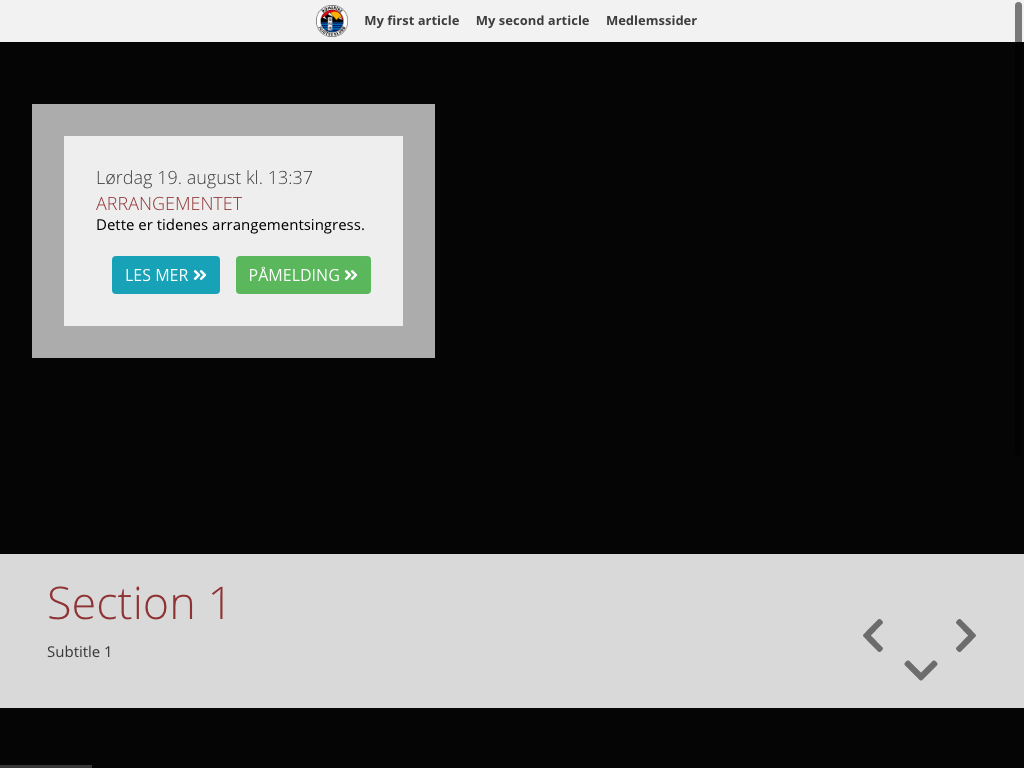 My first article My second article Medlemssider
Lørdag 19. august kl. 13:37
ARRANGEMENTET
Dette er tidenes arrangementsingress.
LES MER PÅMELDING
Section 1
Subtitle 1